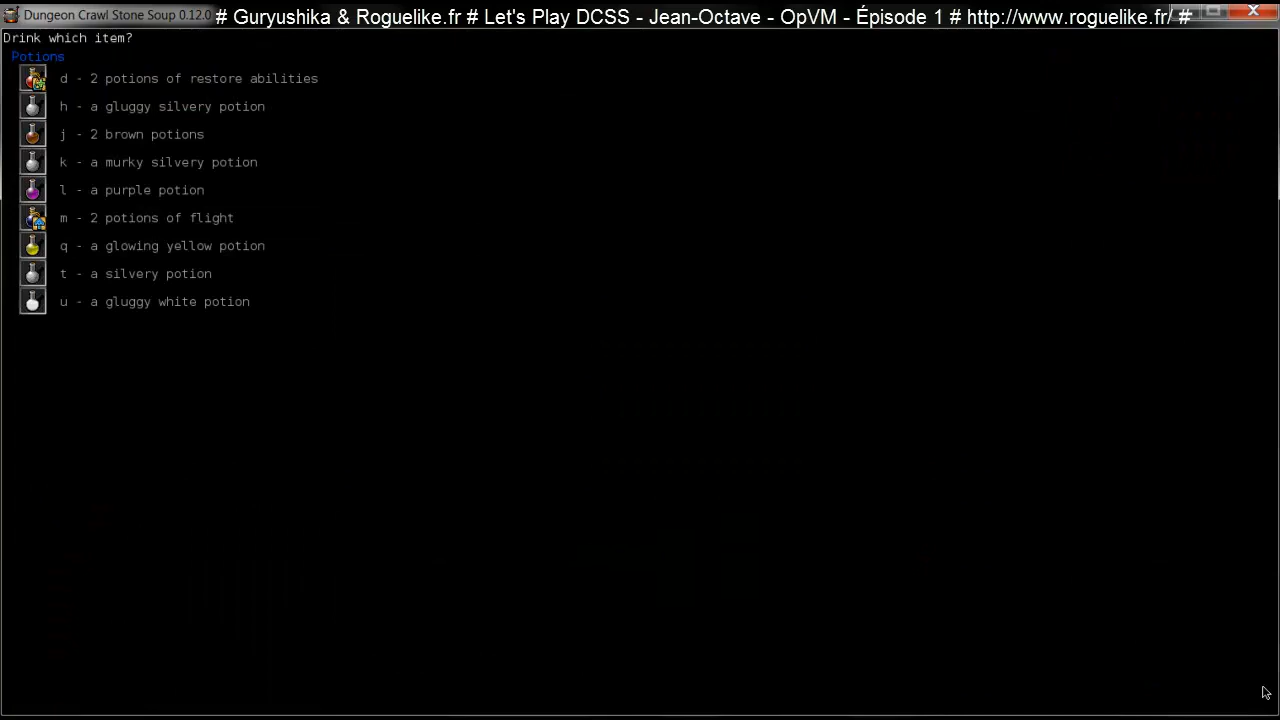 Dungeon Crawl Stone Soup 0.12.0
# Guryushika & Roguelike.fr # Let's Play DCSS - Jean-Octave - OpVM - Épisode 1 # http://www.roguelike.fr/ #
Drink which item?
Potions
d - 2 potions of restore abilities
h - a gluggy silvery potion
j - 2 brown potions
k - a murky silvery potion
l - a purple potion
m - 2 potions of flight
q - a glowing yellow potion
t - a silvery potion
u - a gluggy white potion